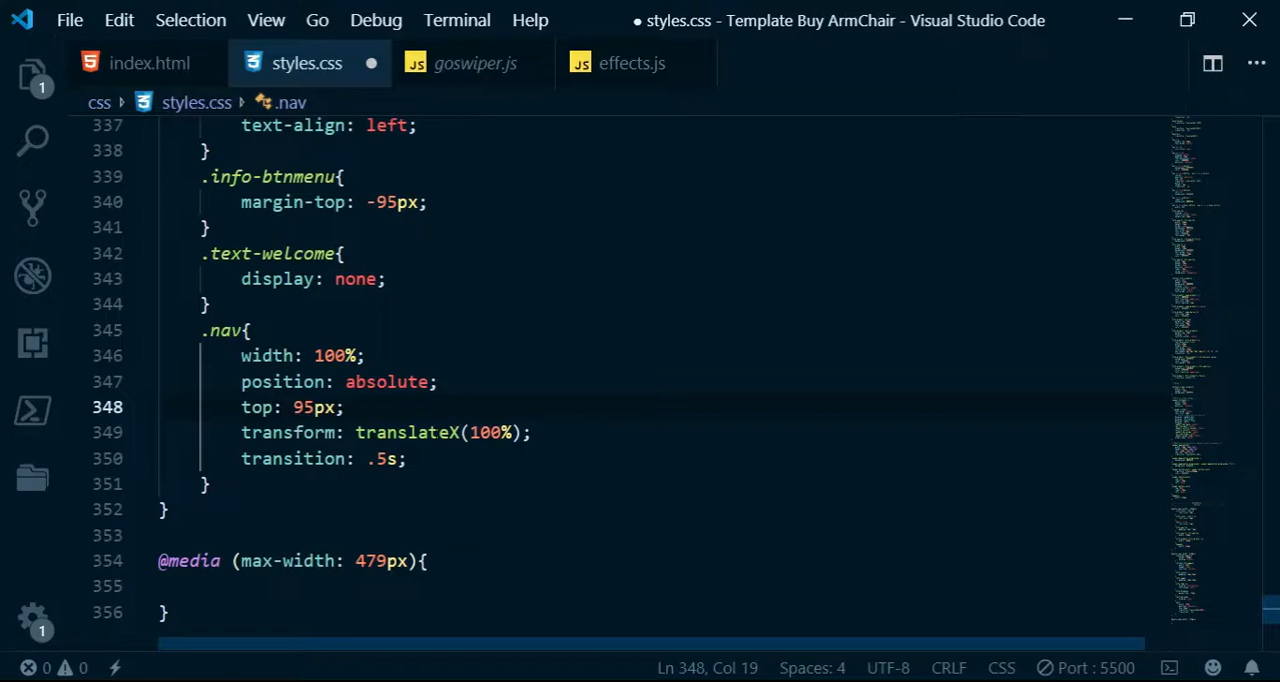 File Edit Selection View Go Debug Terminal Help ● styles.css - Template Buy ArmChair - Visual Studio Code
index.html styles.css ● JS goswiper.js JS effects.js
1
css styles.css .nav
337 text-align: left;
338 }
339 .info-btnmenu{
340 margin-top: -95px;
341 }
342 .text-welcome{
343 display: none;
344 }
345 .nav{
346 width: 100%;
347 position: absolute;
348 top: 95px;
349 transform: translateX(100%);
350 transition: .5s;
351 }
352 }
353
354 @media (max-width: 479px){
355
356 }
1
0 0 Ln 348, Col 19 Spaces: 4 UTF-8 CRLF CSS Port : 5500